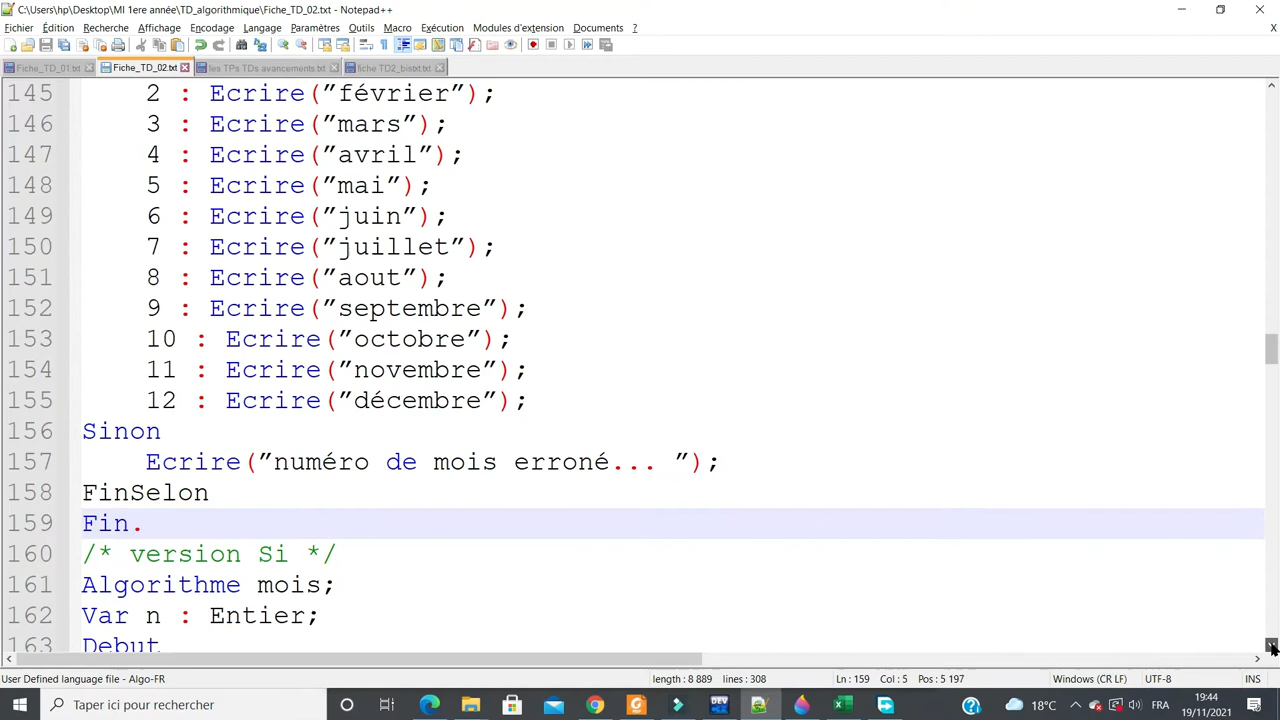 C:\Users\hp\Desktop\MI 1ere année\TD_algorithmique\Fiche_TD_02.txt - Notepad++
Fichier Édition Recherche Affichage Encodage Langage Paramètres Outils Macro Exécution Modules d'extension Documents ? X
Fiche_TD_01.txt Fiche_TD_02.txt les TPs TDs avancements.txt fiche TD2_bistxt.txt
145 2 : Ecrire(”février”);
146 3 : Ecrire(”mars”);
147 4 : Ecrire(”avril”);
148 5 : Ecrire(”mai”);
149 6 : Ecrire(”juin”);
150 7 : Ecrire(”juillet”);
151 8 : Ecrire(”aout”);
152 9 : Ecrire(”septembre”);
153 10 : Ecrire(”octobre”);
154 11 : Ecrire(”novembre”);
155 12 : Ecrire(”décembre”);
156 Sinon
157 Ecrire(”numéro de mois erroné... ”);
158 FinSelon
159 Fin.
160 /* version Si */
161 Algorithme mois;
162 Var n : Entier;
163 Debut
User Defined language file - Algo-FR length : 8 889 lines : 308 Ln : 159 Col : 5 Pos : 5 197 Windows (CR LF) UTF-8 INS
Taper ici pour rechercher DEV 18°C FRA 19:44
19/11/2021